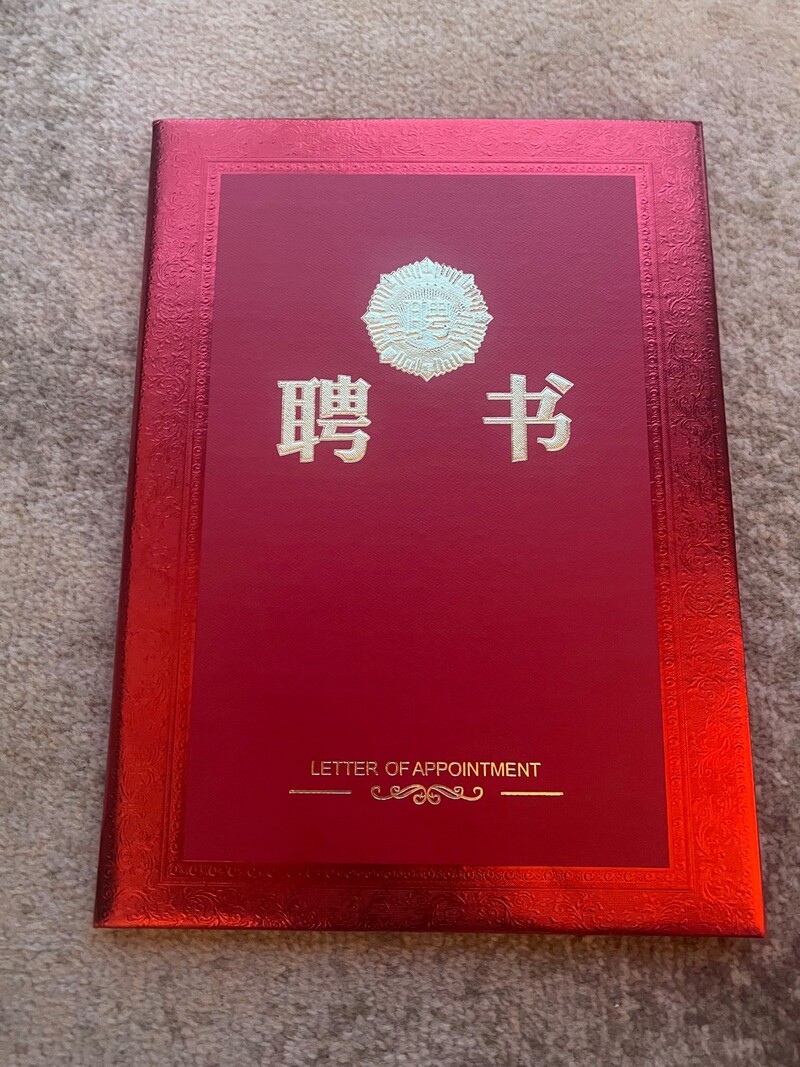 聘
聘 书
LETTER OF APPOINTMENT